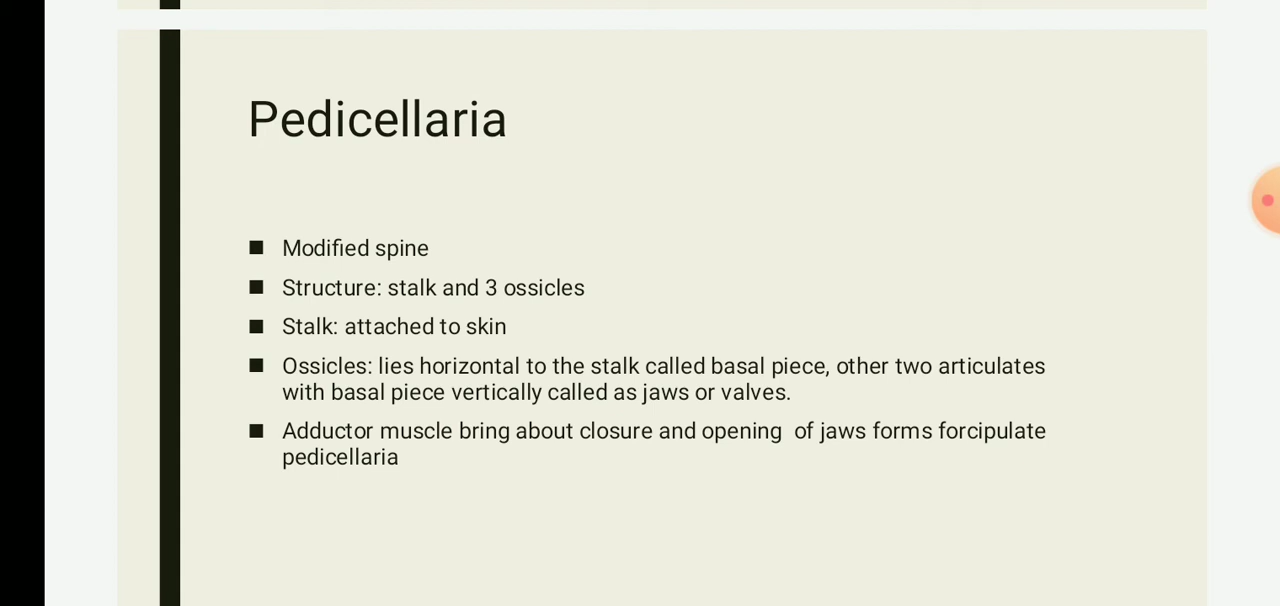 Pedicellaria
■ Modified spine
■ Structure: stalk and 3 ossicles
■ Stalk: attached to skin
■ Ossicles: lies horizontal to the stalk called basal piece, other two articulates
with basal piece vertically called as jaws or valves.
■ Adductor muscle bring about closure and opening  of jaws forms forcipulate
pedicellaria